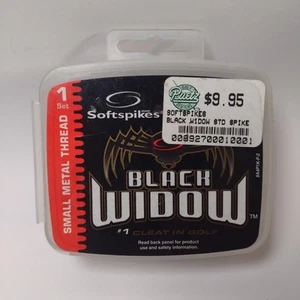 1
Set
SMALL METAL THREAD
Softspikes
$9.95
SOFTSPIKES
BLACK WIDOW STD SPIKE
00892700010001
BLACK
WIDOW™
#1 CLEAT IN GOLF
Read back panel for product
use and safety information.